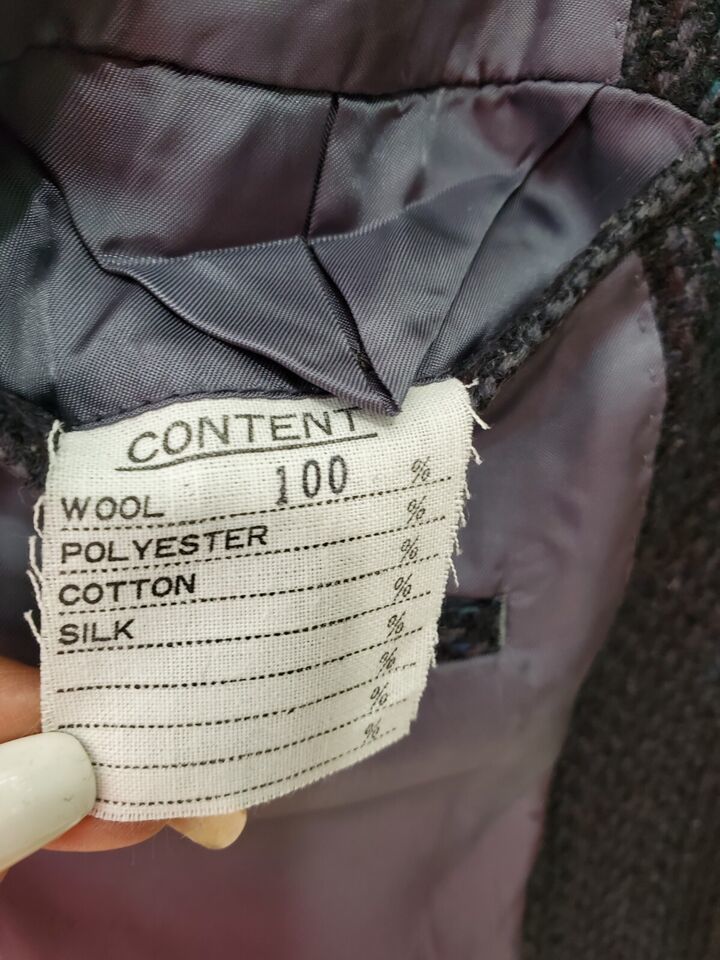 CONTENT
WOOL 100 %
POLYESTER %
COTTON %
SILK %
%
%
%
%